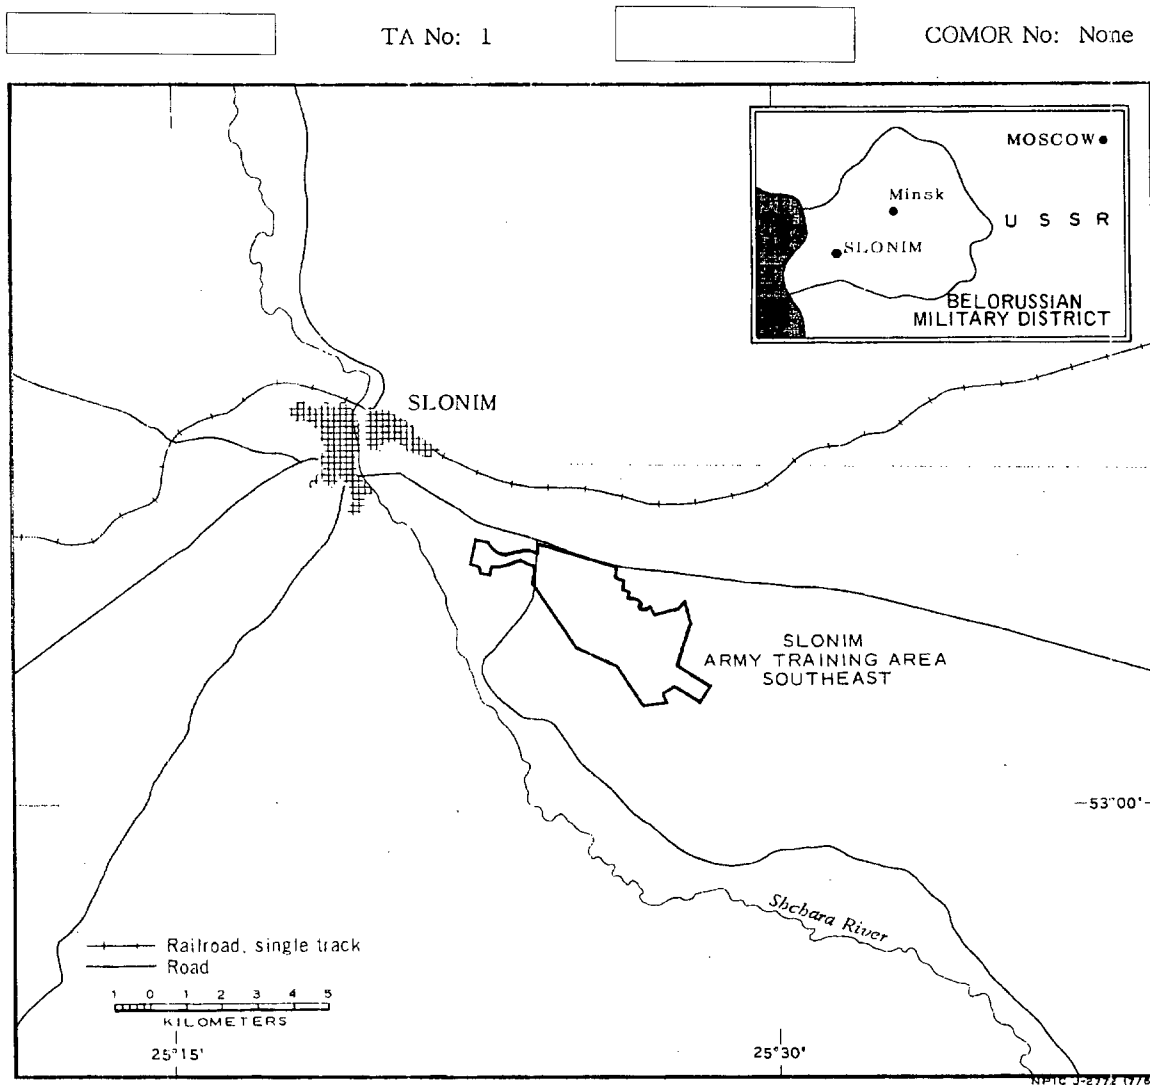 TA No: 1
COMOR No: None
MOSCOW
Minsk
U S S R
SLONIM
BELORUSSIAN
MILITARY DISTRICT
SLONIM
SLONIM
ARMY TRAINING AREA
SOUTHEAST
53°00'
Shchara River
Railroad, single track
Road
1 0 1 2 3 4 5
KILOMETERS
25°15'
25°30'